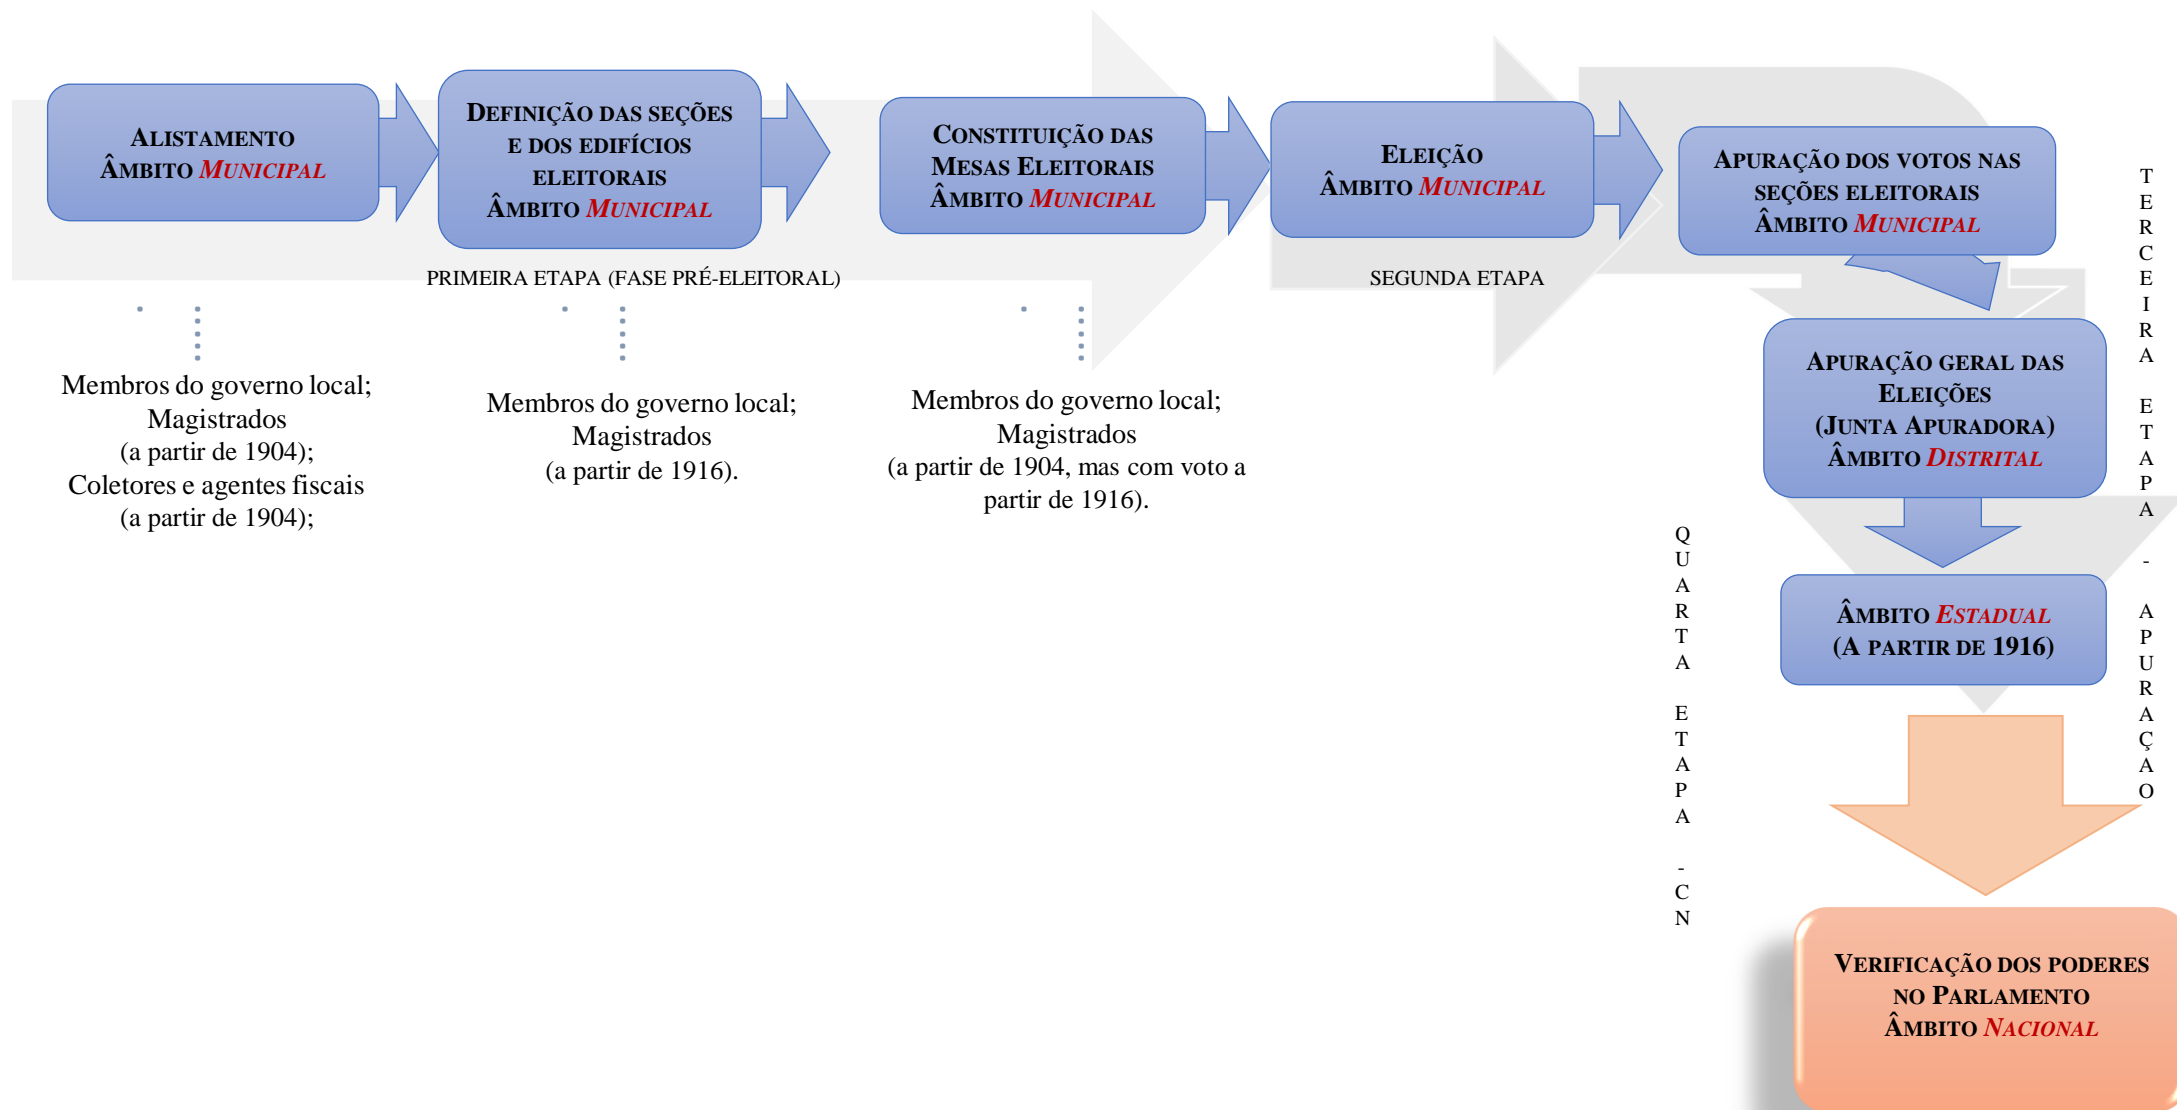 ALISTAMENTO
ÂMBITO MUNICIPAL
DEFINIÇÃO DAS SEÇÕES
E DOS EDIFÍCIOS
ELEITORAIS
ÂMBITO MUNICIPAL
CONSTITUIÇÃO DAS
MESAS ELEITORAIS
ÂMBITO MUNICIPAL
ELEIÇÃO
ÂMBITO MUNICIPAL
APURAÇÃO DOS VOTOS NAS
SEÇÕES ELEITORAIS
ÂMBITO MUNICIPAL
PRIMEIRA ETAPA (FASE PRÉ-ELEITORAL)
SEGUNDA ETAPA
TERCEIRA ETAPA - APURAÇAO
Membros do governo local;
Magistrados
(a partir de 1904);
Coletores e agentes fiscais
(a partir de 1904);
Membros do governo local;
Magistrados
(a partir de 1916).
Membros do governo local;
Magistrados
(a partir de 1904, mas com voto a
partir de 1916).
APURAÇÃO GERAL DAS
ELEIÇÕES
(JUNTA APURADORA)
ÂMBITO DISTRITAL
ÂMBITO ESTADUAL
(A PARTIR DE 1916)
QUARTA ETAPA -CN
VERIFICAÇÃO DOS PODERES
NO PARLAMENTO
ÂMBITO NACIONAL